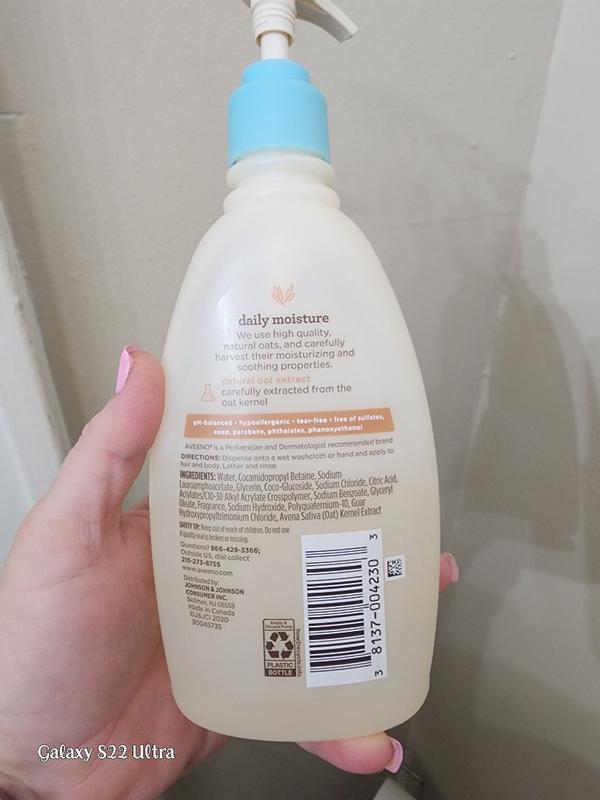 daily moisture
We use high quality,
natural oats, and carefully
harvest their moisturizing and
soothing properties.
natural oat extract
carefully extracted from the
oat kernel
pH-balanced • hypoallergenic • tear-free • free of sulfates,
soap, parabens, phthalates, phenoxyethanol
AVEENO® is a Pediatrician and Dermatologist recommended brand
DIRECTIONS: Dispense onto a wet washcloth or hand and apply to
hair and body. Lather and rinse.
INGREDIENTS: Water, Cocamidopropyl Betaine, Sodium
Lauroamphoacetate, Glycerin, Coco-Glucoside, Sodium Chloride, Citric Acid,
Acrylates/C10-30 Alkyl Acrylate Crosspolymer, Sodium Benzoate, Glyceryl
Oleate, Fragrance, Sodium Hydroxide, Polyquaternium-10, Guar
Hydroxypropyltrimonium Chloride, Avena Sativa (Oat) Kernel Extract
SAFETY TIP: Keep out of reach of children. Do not use
if quality seal is broken or missing.
Questions? 866-428-3366;
Outside US, dial collect
215-273-8755
www.aveeno.com
Distributed by:
JOHNSON & JOHNSON
CONSUMER INC.
Skillman, NJ 08558
Made in Canada
©J&JCI 2020
30045735
Empty &
Discard Pump
PLASTIC
BOTTLE
how2recycle.info
3 8137-004230 3
Galaxy S22 Ultra